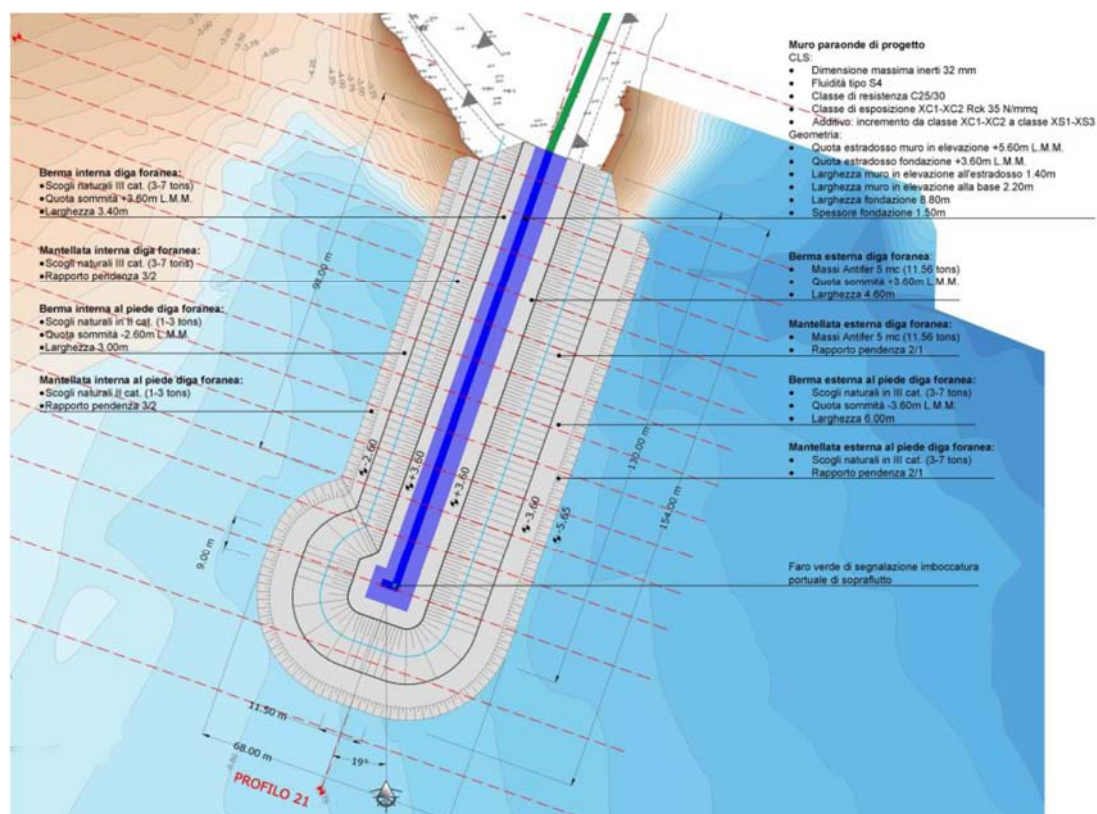 Muro paraonde di progetto
CLS:
• Dimensione massima inerti 32 mm
• Fluidità tipo S4
• Classe di resistenza C25/30
• Classe di esposizione XC1-XC2 Rck 35 N/mmq
• Additivo: incremento da classe XC1-XC2 a classe XS1-XS3
Geometria:
• Quota estradosso muro in elevazione +5.60m L.M.M.
• Quota estradosso fondazione +3.60m L.M.M.
• Larghezza muro in elevazione all'estradosso 1.40m
• Larghezza muro in elevazione alla base 2.20m
• Larghezza fondazione 8.80m
• Spessore fondazione 1.50m
Berma interna diga foranea:
•Scogli naturali III cat. (3-7 tons)
•Quota sommità +3.60m L.M.M.
•Larghezza 3.40m
Mantellata interna diga foranea:
•Scogli naturali III cat. (3-7 tons)
•Rapporto pendenza 3/2
Berma interna al piede diga foranea:
•Scogli naturali in II cat. (1-3 tons)
•Quota sommità -2.60m L.M.M.
•Larghezza 3.00m
Mantellata interna al piede diga foranea:
•Scogli naturali II cat. (1-3 tons)
•Rapporto pendenza 3/2
Berma esterna diga foranea:
• Massi Antifer 5 mc (11.56 tons)
• Quota sommità +3.60m L.M.M.
• Larghezza 4.60m
Mantellata esterna diga foranea:
• Massi Antifer 5 mc (11.56 tons)
• Rapporto pendenza 2/1
Berma esterna al piede diga foranea:
• Scogli naturali in III cat. (3-7 tons)
• Quota sommità -3.60m L.M.M.
• Larghezza 6.00m
Mantellata esterna al piede diga foranea:
• Scogli naturali in III cat. (3-7 tons)
• Rapporto pendenza 2/1
Faro verde di segnalazione imboccatura
portuale di sopraflutto
-2.60
+3.60
+3.60
-3.60
-5.65
130.00 m
154.00 m
9.00 m
11.50 m
68.00 m
19°
PROFILO 21